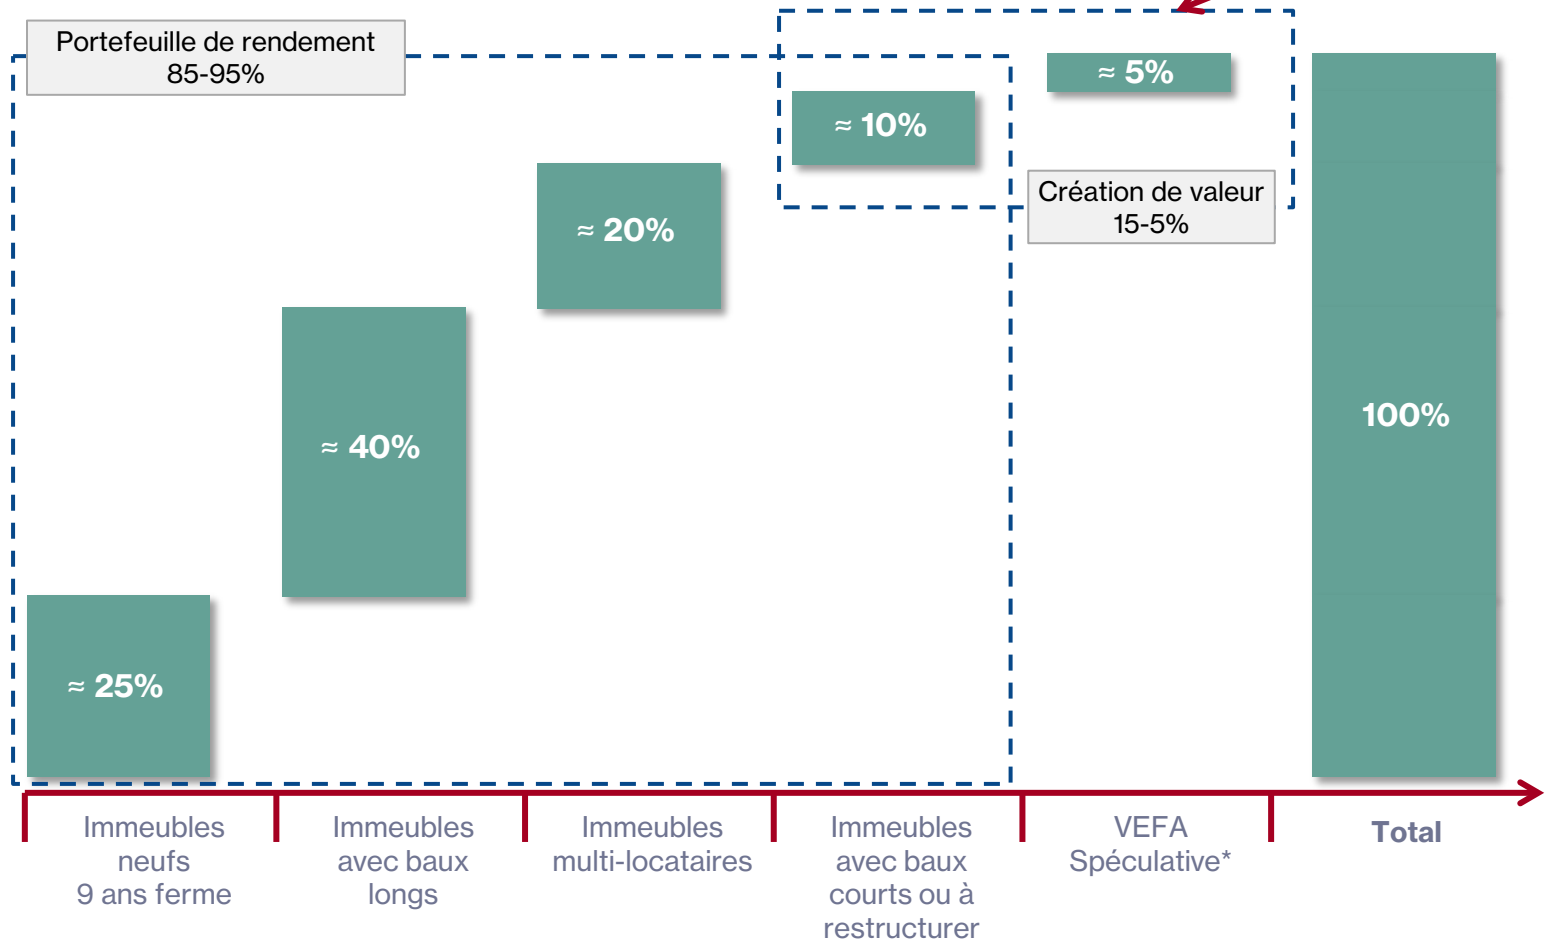 Portefeuille de rendement
85-95%
≈ 5%
≈ 10%
Création de valeur
15-5%
≈ 20%
100%
≈ 40%
≈ 25%
Immeubles
neufs
9 ans ferme
Immeubles
avec baux
longs
Immeubles
multi-locataires
Immeubles
avec baux
courts ou à
restructurer
VEFA
Spéculative*
Total